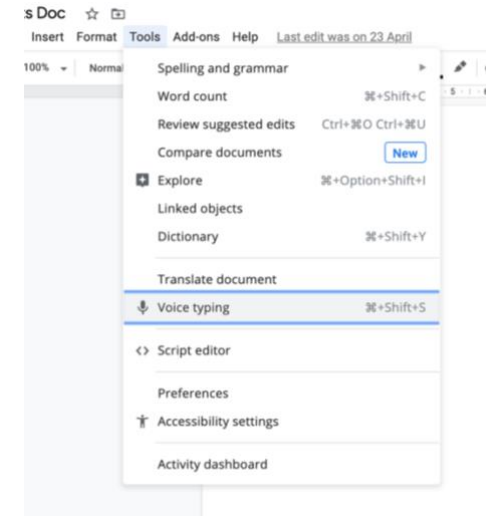 s Doc
Insert Format Tools Add-ons Help Last edit was on 23 April
100% Normal
Spelling and grammar
Word count ⌘+Shift+C
Review suggested edits Ctrl+⌘O Ctrl+⌘U
Compare documents New
Explore ⌘+Option+Shift+I
Linked objects
Dictionary ⌘+Shift+Y
Translate document
Voice typing ⌘+Shift+S
Script editor
Preferences
Accessibility settings
Activity dashboard